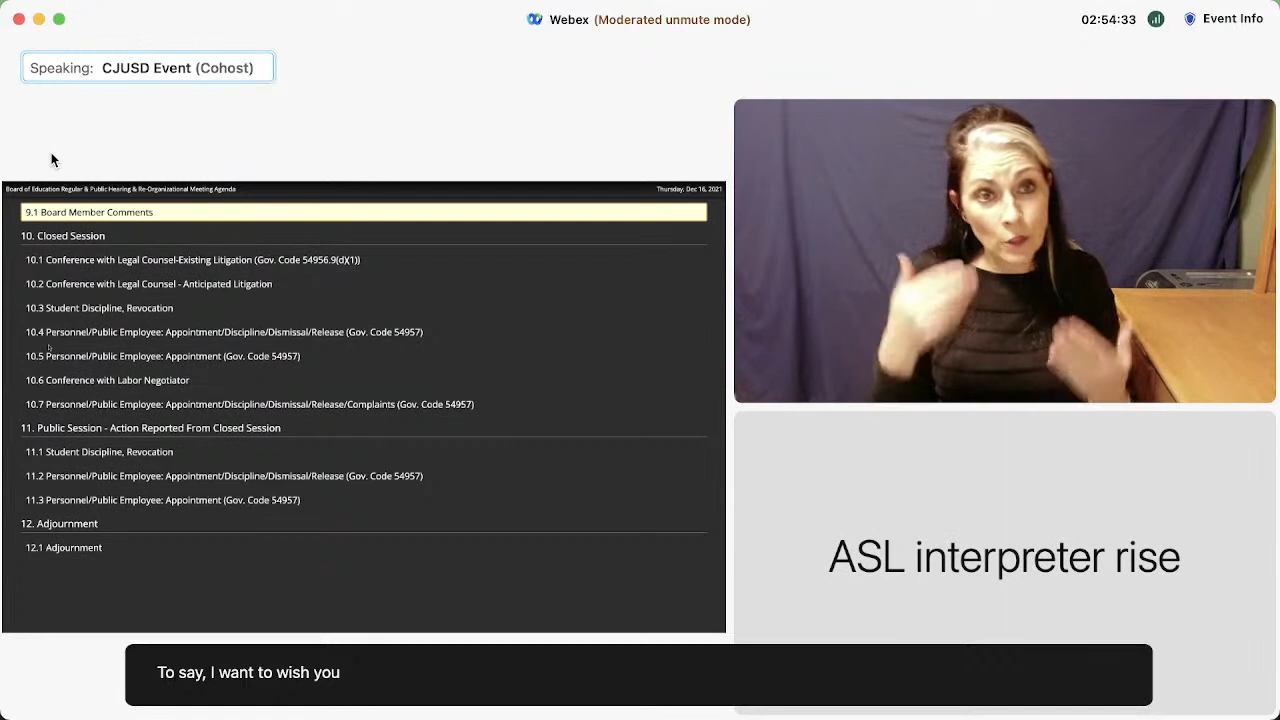 Webex (Moderated unmute mode)
02:54:33
Event Info
Speaking: CJUSD Event (Cohost)
Board of Education Regular & Public Hearing & Re-Organizational Meeting Agenda
Thursday: Dec 16, 2021
9.1 Board Member Comments
10. Closed Session
10.1 Conference with Legal Counsel-Existing Litigation (Gov. Code 54956.9(d)(1))
10.2 Conference with Legal Counsel - Anticipated Litigation
10.3 Student Discipline, Revocation
10.4 Personnel/Public Employee: Appointment/Discipline/Dismissal/Release (Gov. Code 54957)
10.5 Personnel/Public Employee: Appointment (Gov. Code 54957)
10.6 Conference with Labor Negotiator
10.7 Personnel/Public Employee: Appointment/Discipline/Dismissal/Release/Complaints (Gov. Code 54957)
11. Public Session - Action Reported From Closed Session
11.1 Student Discipline, Revocation
11.2 Personnel/Public Employee: Appointment/Discipline/Dismissal/Release (Gov. Code 54957)
11.3 Personnel/Public Employee: Appointment (Gov. Code 54957)
12. Adjournment
12.1 Adjournment
ASL interpreter rise
To say, I want to wish you